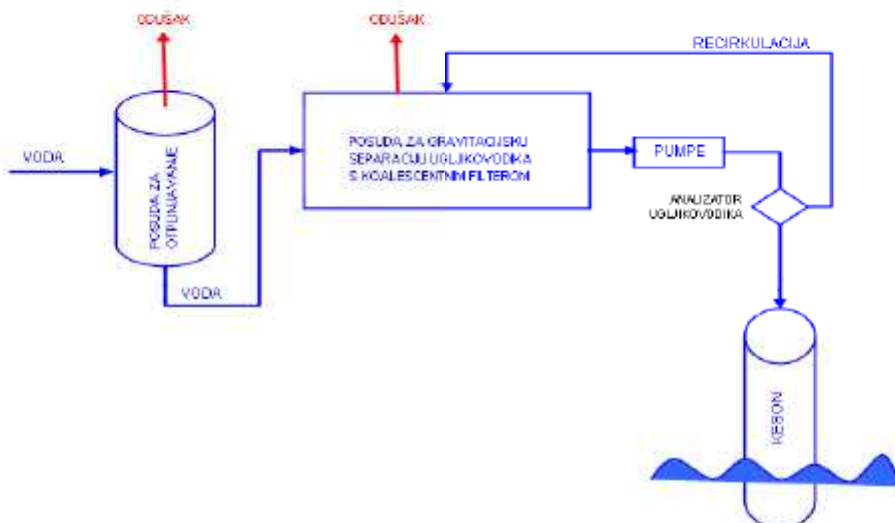 ODUŠAK
ODUŠAK
RECIRKULACIJA
VODA
POSUDA ZA
OTPLINJAVANJE
POSUDA ZA GRAVITACIJSKU
SEPARACIJU UGLJIKOVODIKA
S KOALESCENTNIM FILTEROM
PUMPE
ANALIZATOR
UGLJIKOVODIKA
VODA
KESON